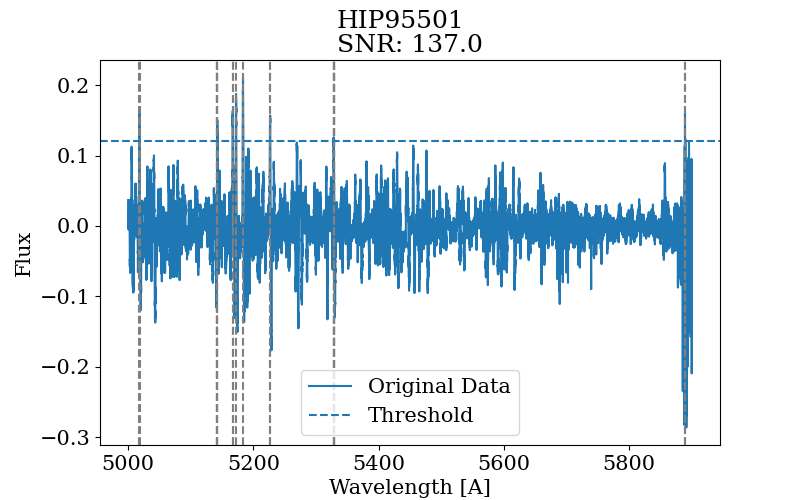 HIP95501
SNR: 137.0
0.2
0.1
0.0
−0.1
−0.2
−0.3
Flux
Original Data
Threshold
5000 5200 5400 5600 5800
Wavelength [A]